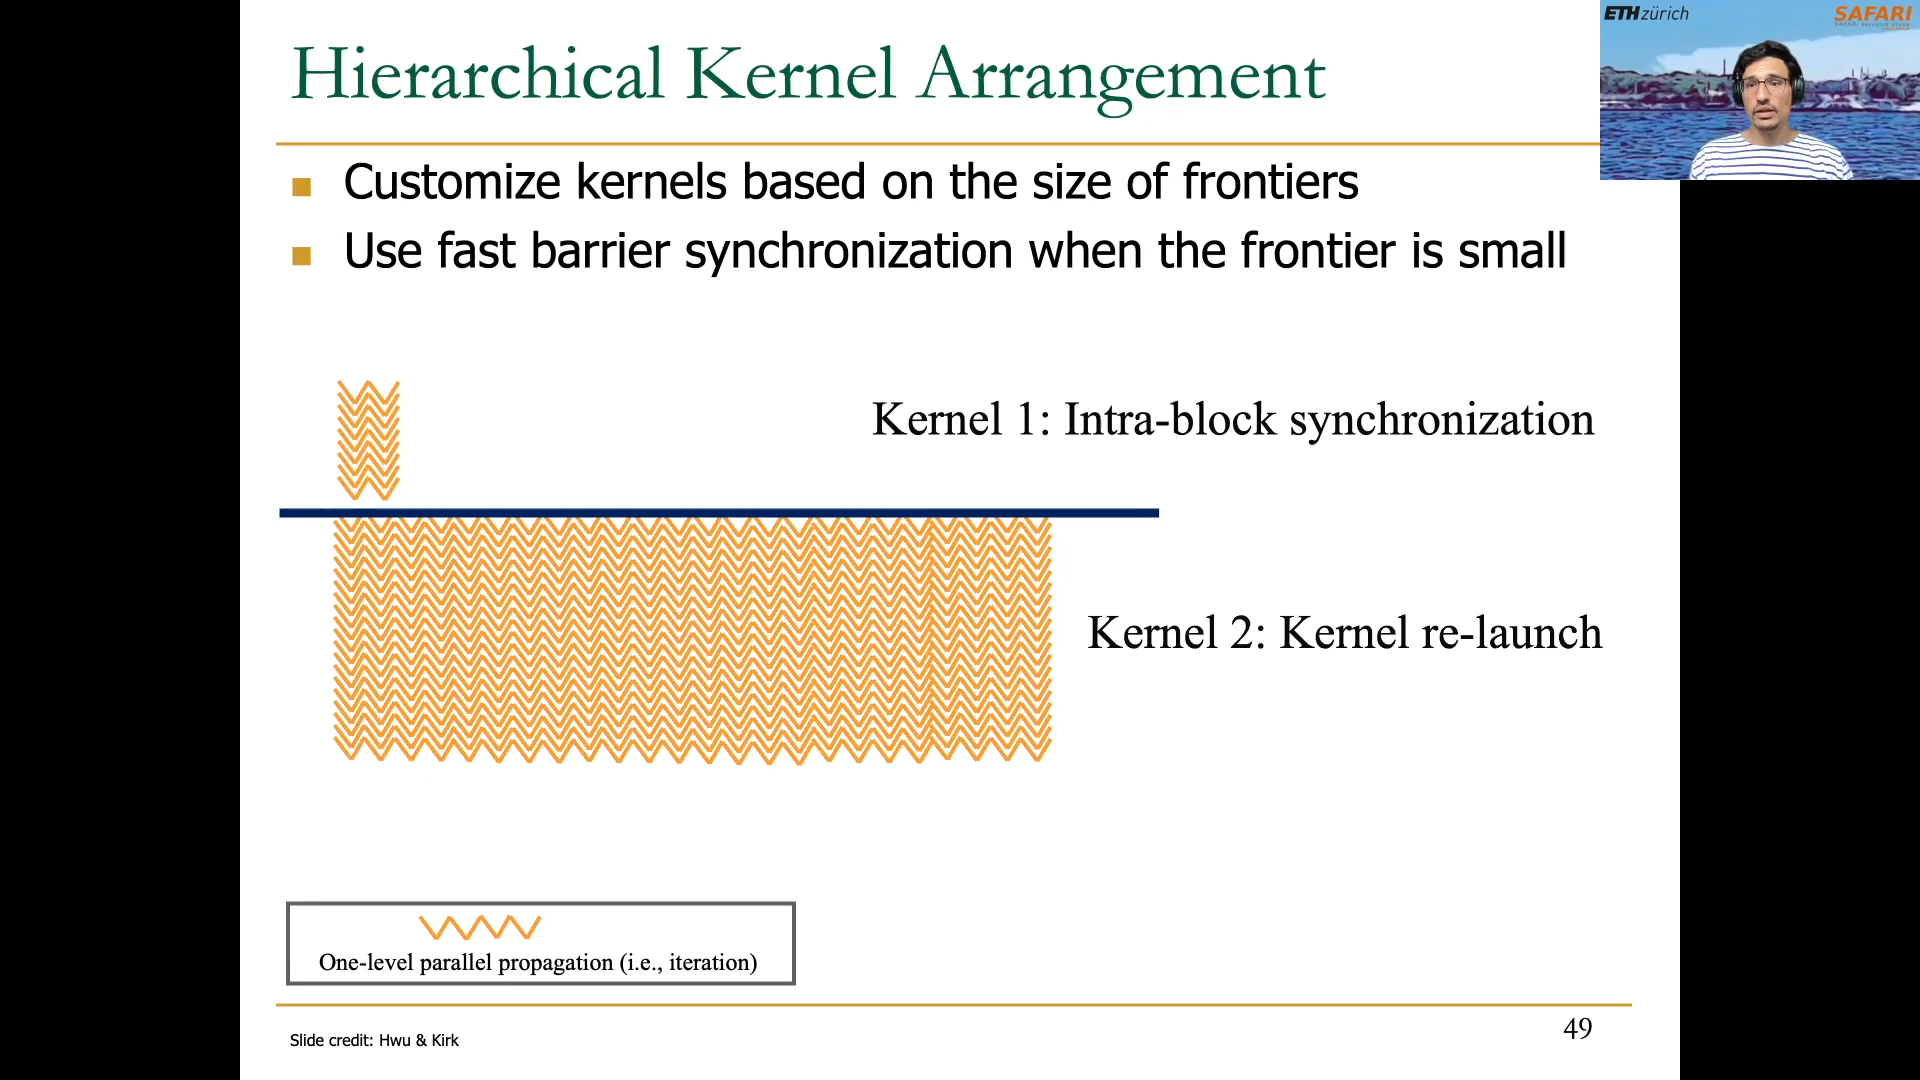 Hierarchical Kernel Arrangement
ETH zürich
SAFARI
Customize kernels based on the size of frontiers
Use fast barrier synchronization when the frontier is small
Kernel 1: Intra-block synchronization
Kernel 2: Kernel re-launch
One-level parallel propagation (i.e., iteration)
Slide credit: Hwu & Kirk
49